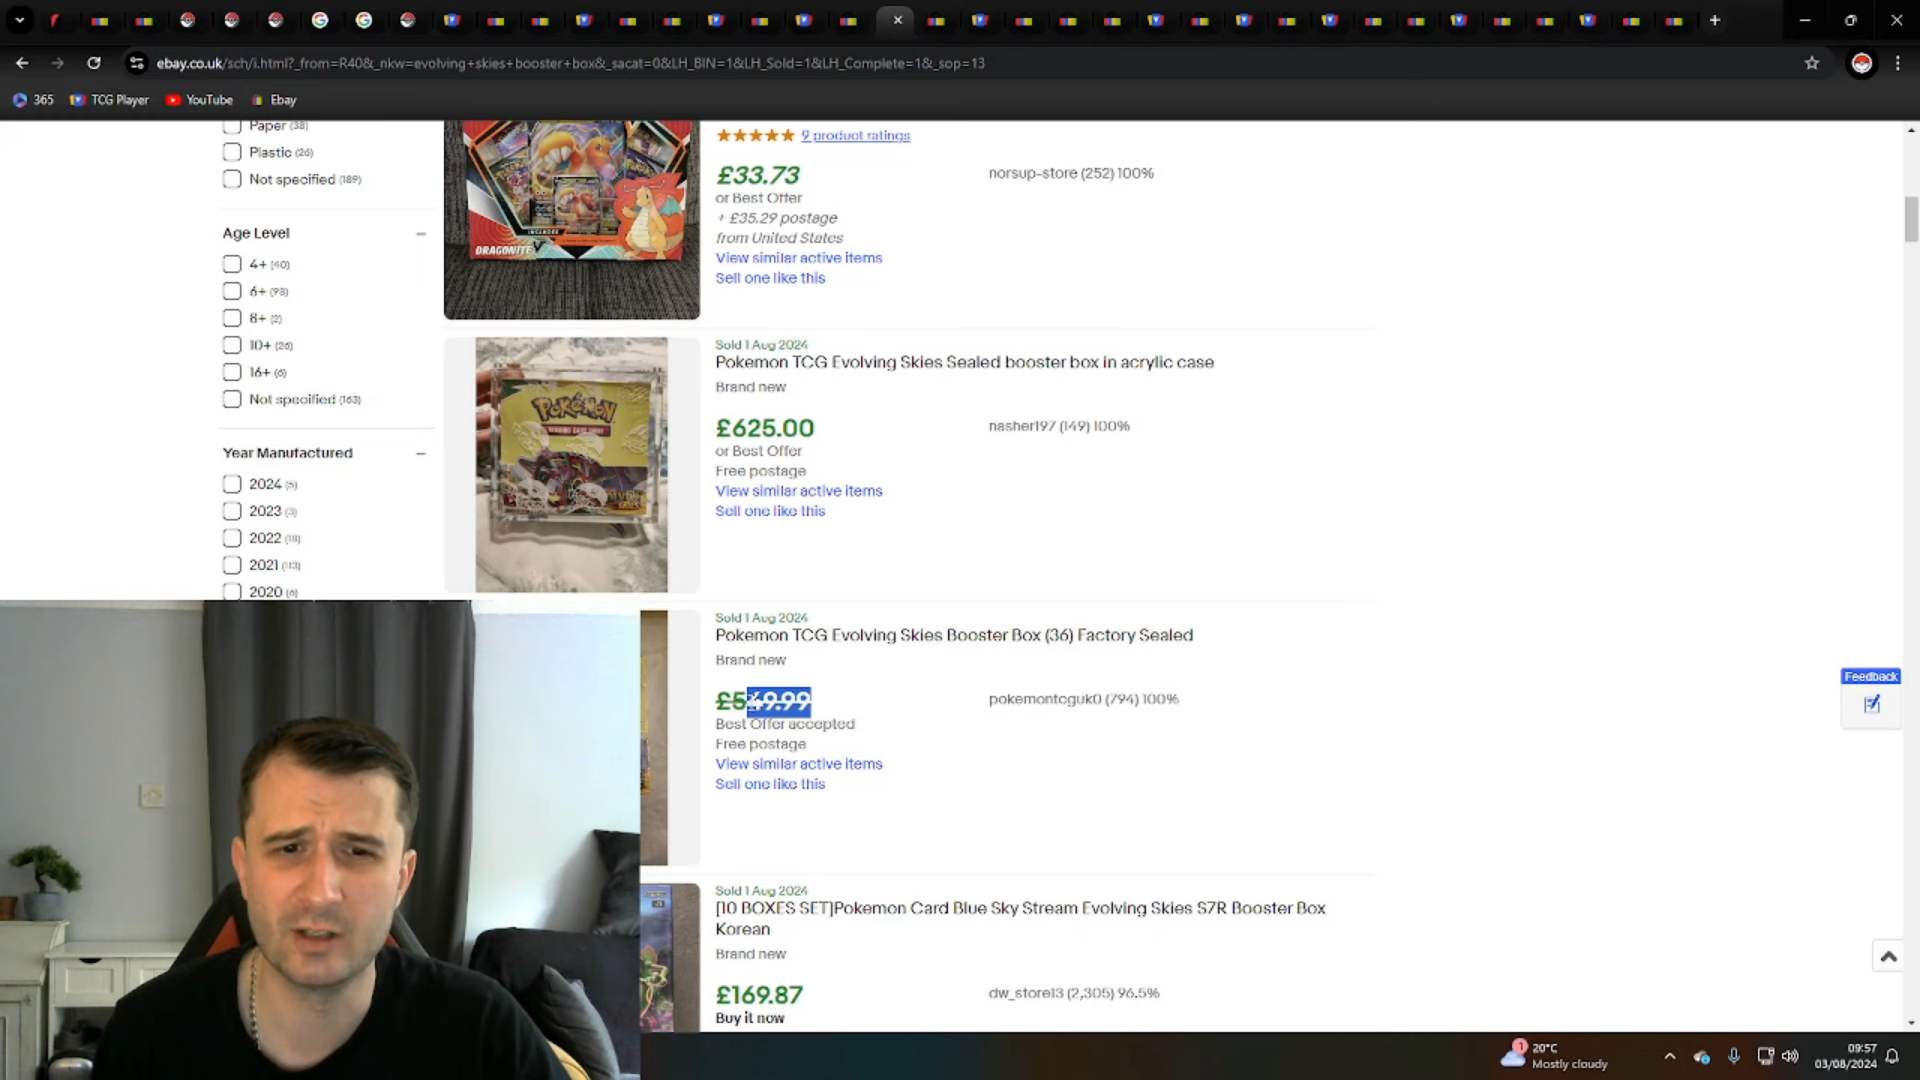 ebay.co.uk/sch/i.html?_from=R40&_nkw=evolving+skies+booster+box&_sacat=0&LH_BIN=1&LH_Sold=1&LH_Complete=1&_sop=13
365 TCG Player YouTube Ebay
Paper (38)
Plastic (26)
Not specified (189)
Age Level
4+ (40)
6+ (93)
8+ (2)
10+ (26)
16+ (6)
Not specified (163)
Year Manufactured
2024 (5)
2023 (3)
2022 (18)
2021 (113)
2020 (6)
DRAGONITE
9 product ratings
£33.73
norsup-store (252) 100%
or Best Offer
+ £35.29 postage
from United States
View similar active items
Sell one like this
POKéMON
Sold 1 Aug 2024
Pokemon TCG Evolving Skies Sealed booster box in acrylic case
Brand new
£625.00
nasher197 (149) 100%
or Best Offer
Free postage
View similar active items
Sell one like this
Sold 1 Aug 2024
Pokemon TCG Evolving Skies Booster Box (36) Factory Sealed
Brand new
£549.99
pokemontcguk0 (794) 100%
Best Offer accepted
Free postage
View similar active items
Sell one like this
Sold 1 Aug 2024
[10 BOXES SET]Pokemon Card Blue Sky Stream Evolving Skies S7R Booster Box
Korean
Brand new
£169.87
dw_store13 (2,305) 96.5%
Buy it now
Feedback
1
20°C
Mostly cloudy
09:57
03/08/2024